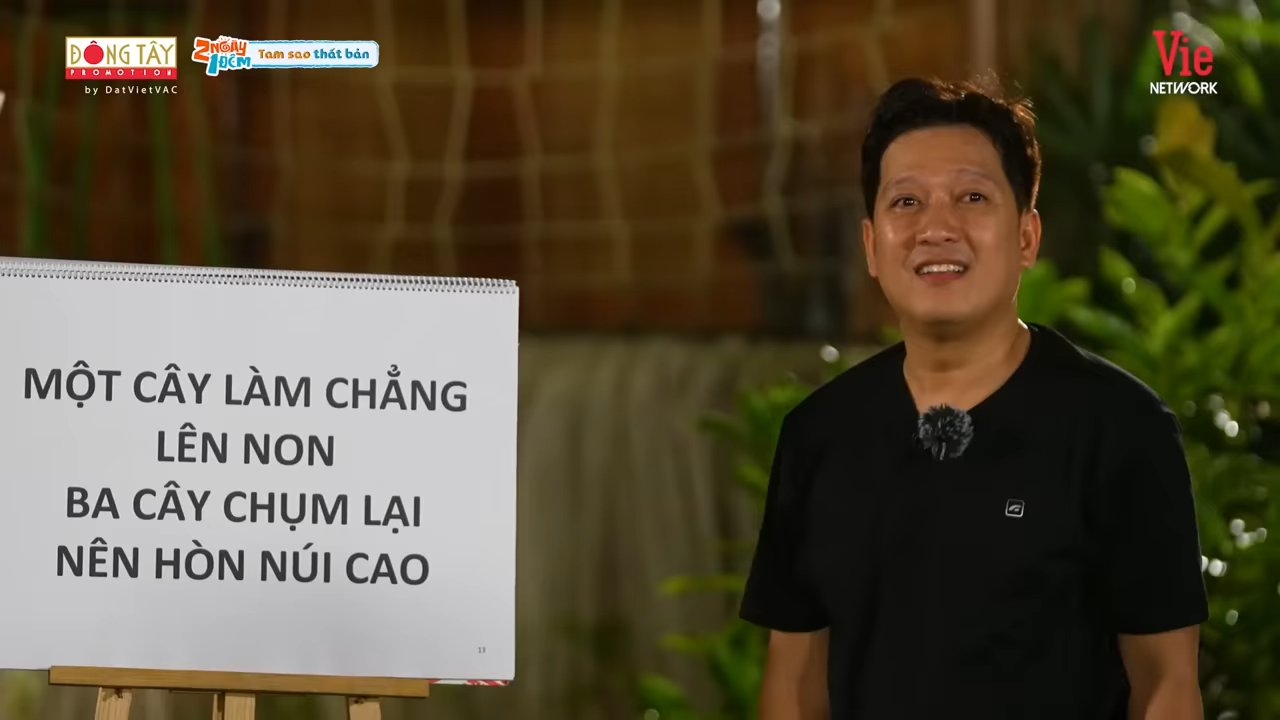 ĐÔNG TÂY
PROMOTION
by DatVietVAC
2 NGÀY 1 ĐÊM
Tam sao thất bản
Vie
NETWORK
MỘT CÂY LÀM CHẲNG
LÊN NON
BA CÂY CHỤM LẠI
NÊN HÒN NÚI CAO
13